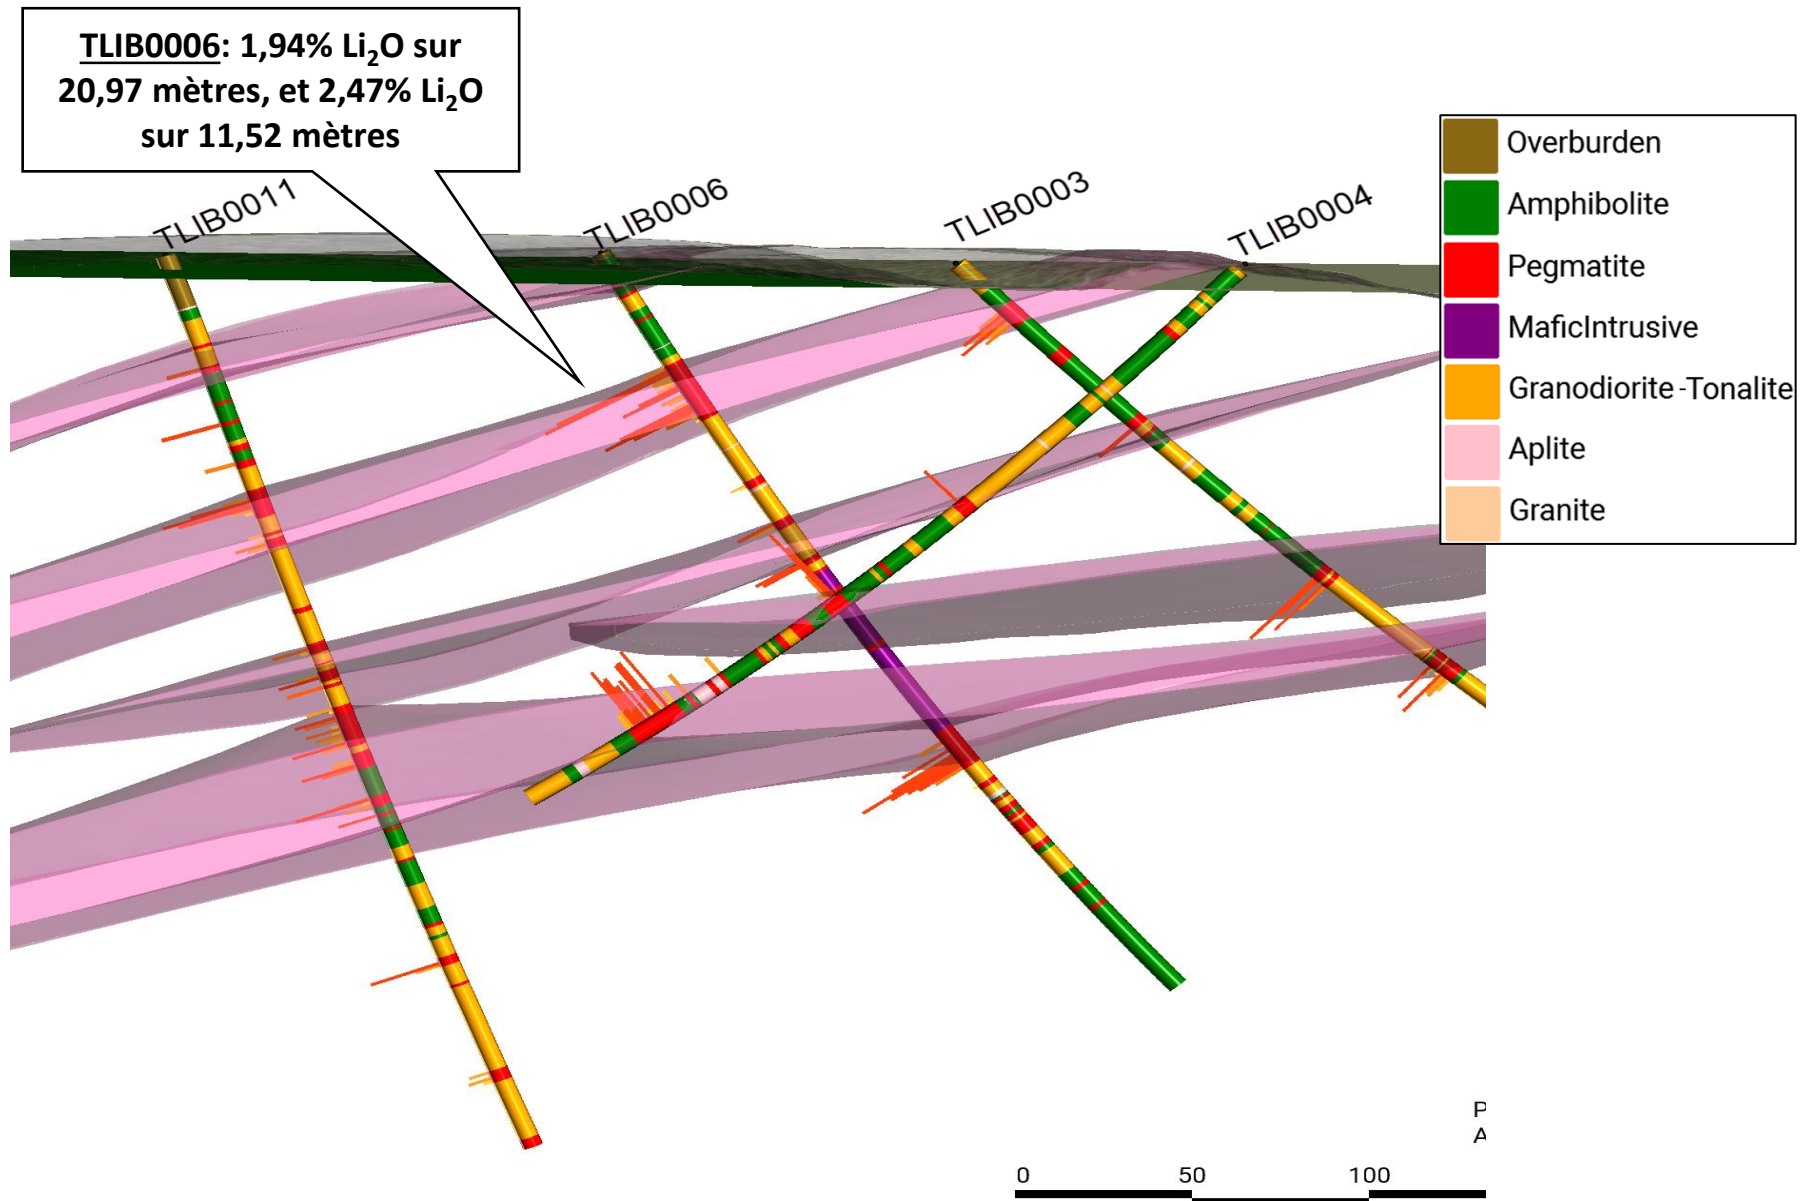 TLIB0006: 1,94% Li₂O sur
20,97 mètres, et 2,47% Li₂O
sur 11,52 mètres
TLIB0011
TLIB0006
TLIB0003
TLIB0004
Overburden
Amphibolite
Pegmatite
MaficIntrusive
Granodiorite-Tonalite
Aplite
Granite
P
A
0 50 100